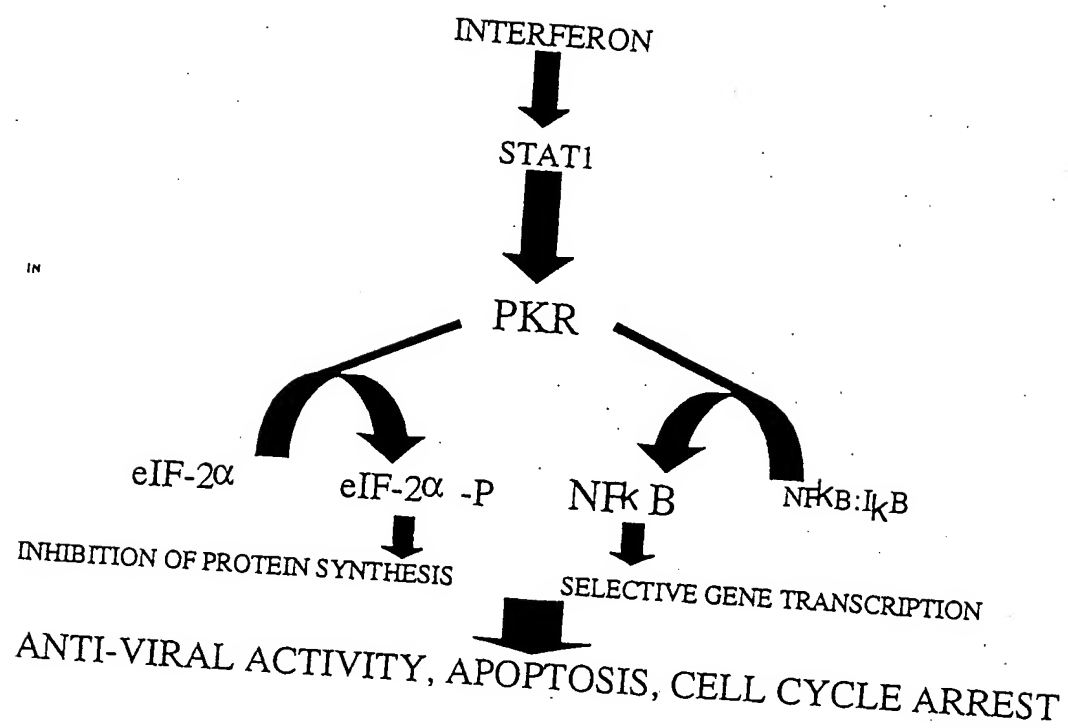 INTERFERON
STAT1
IN
PKR
eIF-2α
eIF-2α -P
NFκB
NFκB:IκB
INHIBITION OF PROTEIN SYNTHESIS
SELECTIVE GENE TRANSCRIPTION
ANTI-VIRAL ACTIVITY, APOPTOSIS, CELL CYCLE ARREST